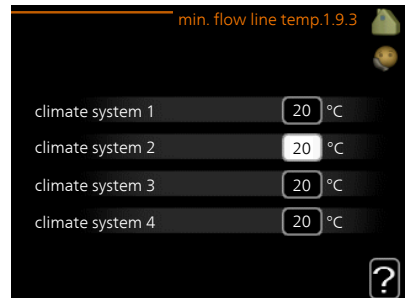 min. flow line temp.1.9.3
climate system 1 20 °C
climate system 2 20 °C
climate system 3 20 °C
climate system 4 20 °C
?